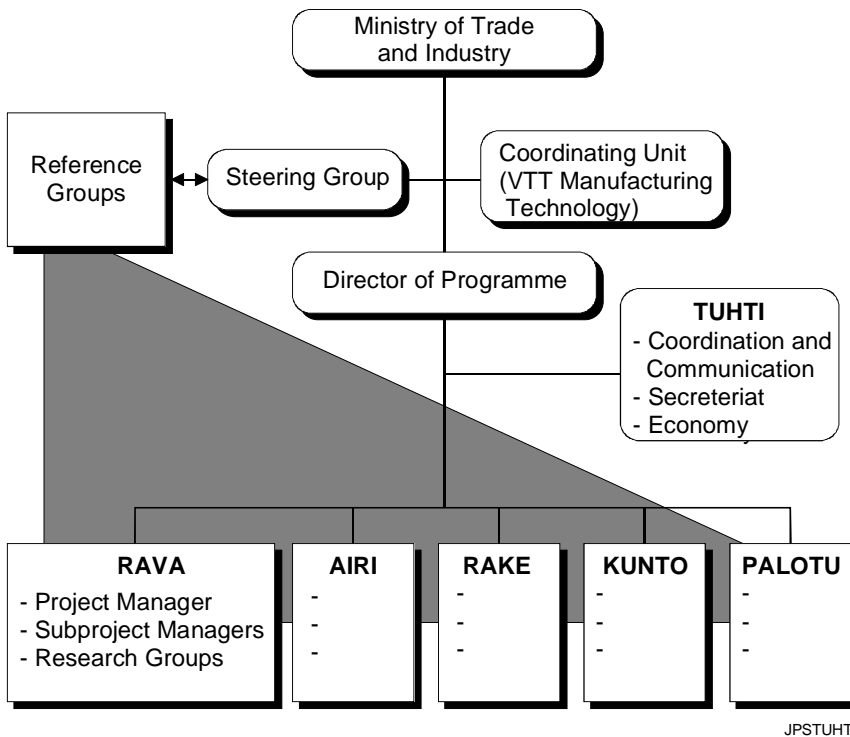 Ministry of Trade
and Industry
Reference
Groups
Steering Group
Coordinating Unit
(VTT Manufacturing
Technology)
Director of Programme
TUHTI
- Coordination and
Communication
- Secreteriat
- Economy
RAVA
- Project Manager
- Subproject Managers
- Research Groups
AIRI
-
-
-
RAKE
-
-
-
KUNTO
-
-
-
PALOTU
-
-
-
JPSTUHT